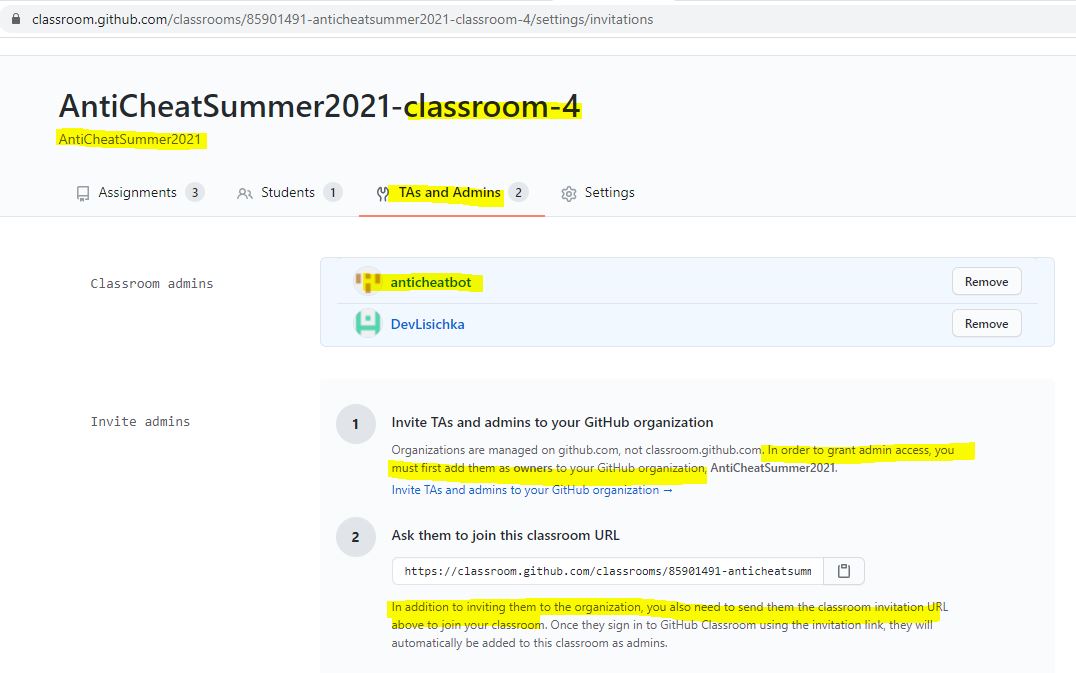 classroom.github.com/classrooms/85901491-anticheatsummer2021-classroom-4/settings/invitations
AntiCheatSummer2021-classroom-4
AntiCheatSummer2021
Assignments 3 Students 1 TAs and Admins 2 Settings
Classroom admins
anticheatbot Remove
DevLisichka Remove
Invite admins
1 Invite TAs and admins to your GitHub organization
Organizations are managed on github.com, not classroom.github.com. In order to grant admin access, you
must first add them as owners to your GitHub organization, AntiCheatSummer2021.
Invite TAs and admins to your GitHub organization →
2 Ask them to join this classroom URL
https://classroom.github.com/classrooms/85901491-anticheatsumm
In addition to inviting them to the organization, you also need to send them the classroom invitation URL
above to join your classroom. Once they sign in to GitHub Classroom using the invitation link, they will
automatically be added to this classroom as admins.